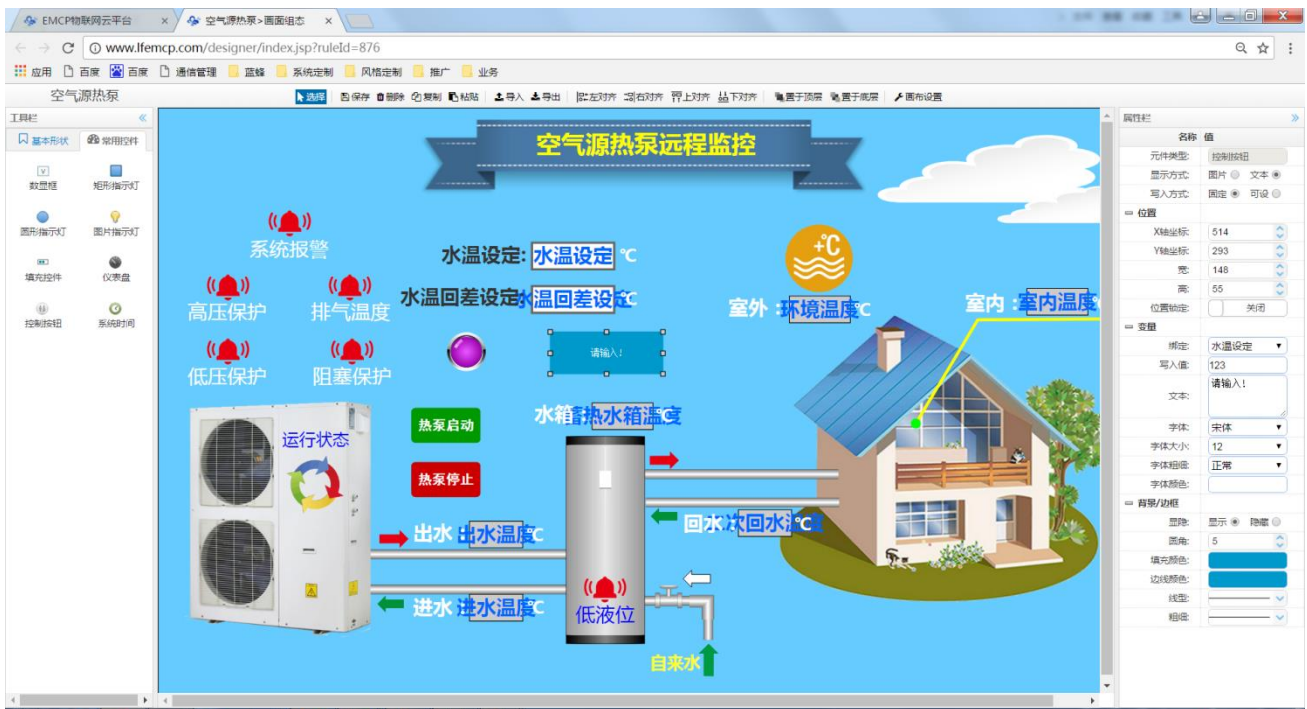 EMCP物联网云平台
空气源热泵>画面组态
www.lfemcp.com/designer/index.jsp?ruleId=876
应用 百度 百度 通信管理 蓝蜂 系统定制 风格定制 推广 业务
空气源热泵
选择 保存 删除 复制 粘贴 导入 导出 左对齐 右对齐 上对齐 下对齐 置于顶层 置于底层 画布设置
工具栏
基本形状 常用控件
数显框 矩形指示灯
圆形指示灯 图片指示灯
填充控件 仪表盘
控制按钮 系统时间
空气源热泵远程监控
系统报警
高压保护 排气温度
低压保护 阻塞保护
水温设定: 水温设定 ℃
水温回差设定: 水温回差设定 ℃
请输入!
+C
室外: 环境温度 ℃
室内: 室内温度
运行状态
热泵启动
热泵停止
水箱 蓄热水箱温度
出水 出水温度 ℃
回水 二次回水温度 ℃
进水 进水温度 ℃
低液位
自来水
属性栏
名称 值
元件类型: 控制按钮
显示方式: 图片 文本
写入方式: 固定 可设
位置
X轴坐标: 514
Y轴坐标: 293
宽: 148
高: 55
位置锁定: 关闭
变量
绑定: 水温设定
写入值: 123
文本: 请输入!
字体: 宋体
字体大小: 12
字体粗细: 正常
字体颜色:
背景/边框
显隐: 显示 隐藏
圆角: 5
填充颜色:
边线颜色:
线型:
粗细: